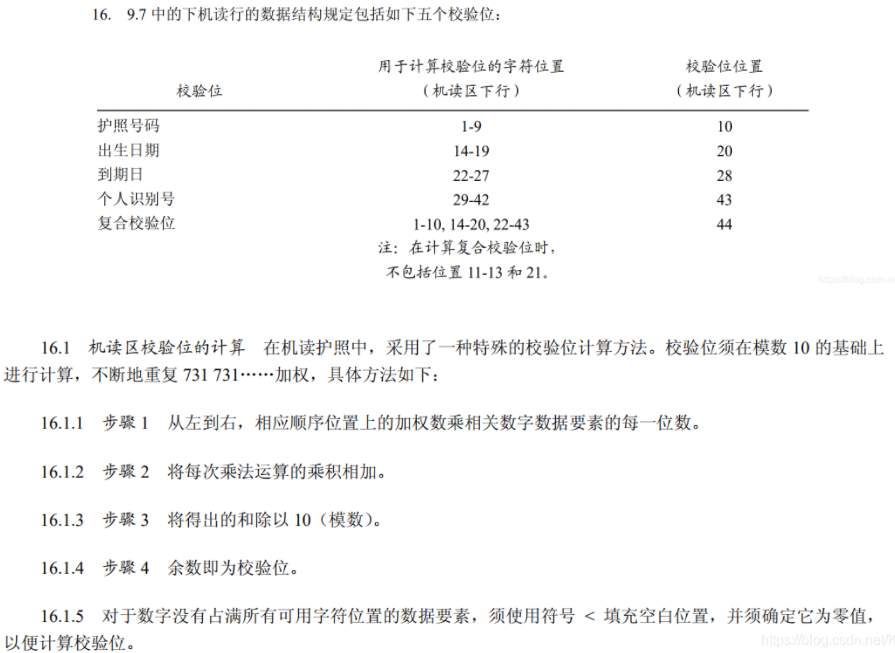 16. 9.7 中的下机读行的数据结构规定包括如下五个校验位：
用于计算校验位的字符位置 校验位位置
校验位 （机读区下行） （机读区下行）
护照号码 1-9 10
出生日期 14-19 20
到期日 22-27 28
个人识别号 29-42 43
复合校验位 1-10, 14-20, 22-43 44
注：在计算复合校验位时，
不包括位置 11-13 和 21。
16.1 机读区校验位的计算 在机读护照中，采用了一种特殊的校验位计算方法。校验位须在模数 10 的基础上
进行计算，不断地重复 731 731……加权，具体方法如下：
16.1.1 步骤 1 从左到右，相应顺序位置上的加权数乘相关数字数据要素的每一位数。
16.1.2 步骤 2 将每次乘法运算的乘积相加。
16.1.3 步骤 3 将得出的和除以 10（模数）。
16.1.4 步骤 4 余数即为校验位。
16.1.5 对于数字没有占满所有可用字符位置的数据要素，须使用符号 < 填充空白位置，并须确定它为零值，
以便计算校验位。
https://blog.csdn.net/